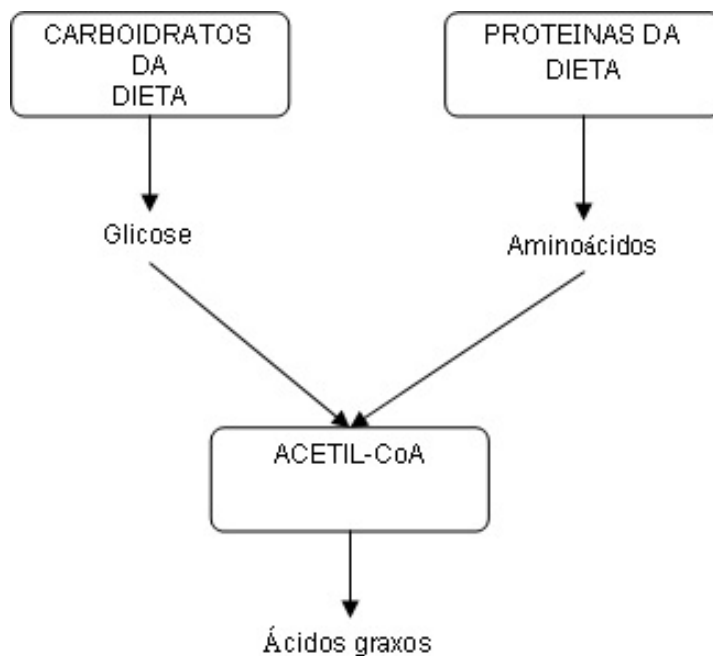 CARBOIDRATOS
DA
DIETA
PROTEINAS DA
DIETA
Glicose
Aminoácidos
ACETIL-CoA
Ácidos graxos